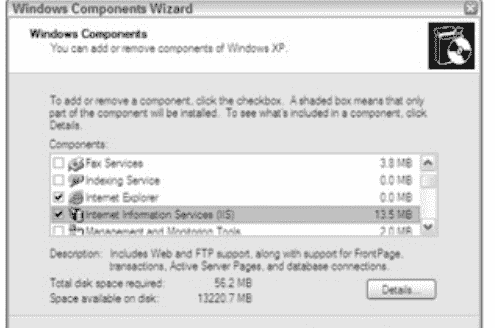 Windows Components Wizard
Windows Components
You can add or remove components of Windows XP.
To add or remove a component, click the checkbox. A shaded box means that only
part of the component will be installed. To see what's included in a component, click
Details.
Components:
Fax Services 3.8 MB
Indexing Service 0.0 MB
Internet Explorer 0.0 MB
Internet Information Services (IIS) 13.5 MB
Management and Monitoring Tools 2.0 MB
Description: Includes Web and FTP support, along with support for FrontPage,
transactions, Active Server Pages, and database connections.
Total disk space required: 56.2 MB
Space available on disk: 13220.7 MB
Details...